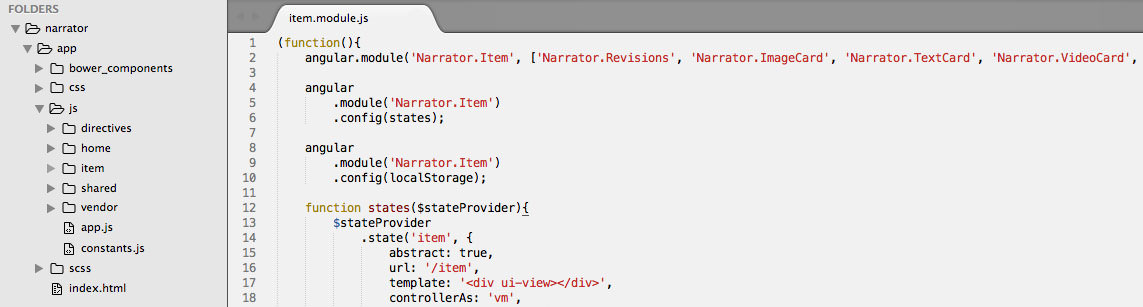 FOLDERS
narrator
app
bower_components
css
js
directives
home
item
shared
vendor
app.js
constants.js
scss
index.html
item.module.js
1 (function(){
2 angular.module('Narrator.Item', ['Narrator.Revisions', 'Narrator.ImageCard', 'Narrator.TextCard', 'Narrator.VideoCard',
3
4 angular
5 .module('Narrator.Item')
6 .config(states);
7
8 angular
9 .module('Narrator.Item')
10 .config(localStorage);
11
12 function states($stateProvider){
13 $stateProvider
14 .state('item', {
15 abstract: true,
16 url: '/item',
17 template: '<div ui-view></div>',
18 controllerAs: 'vm',